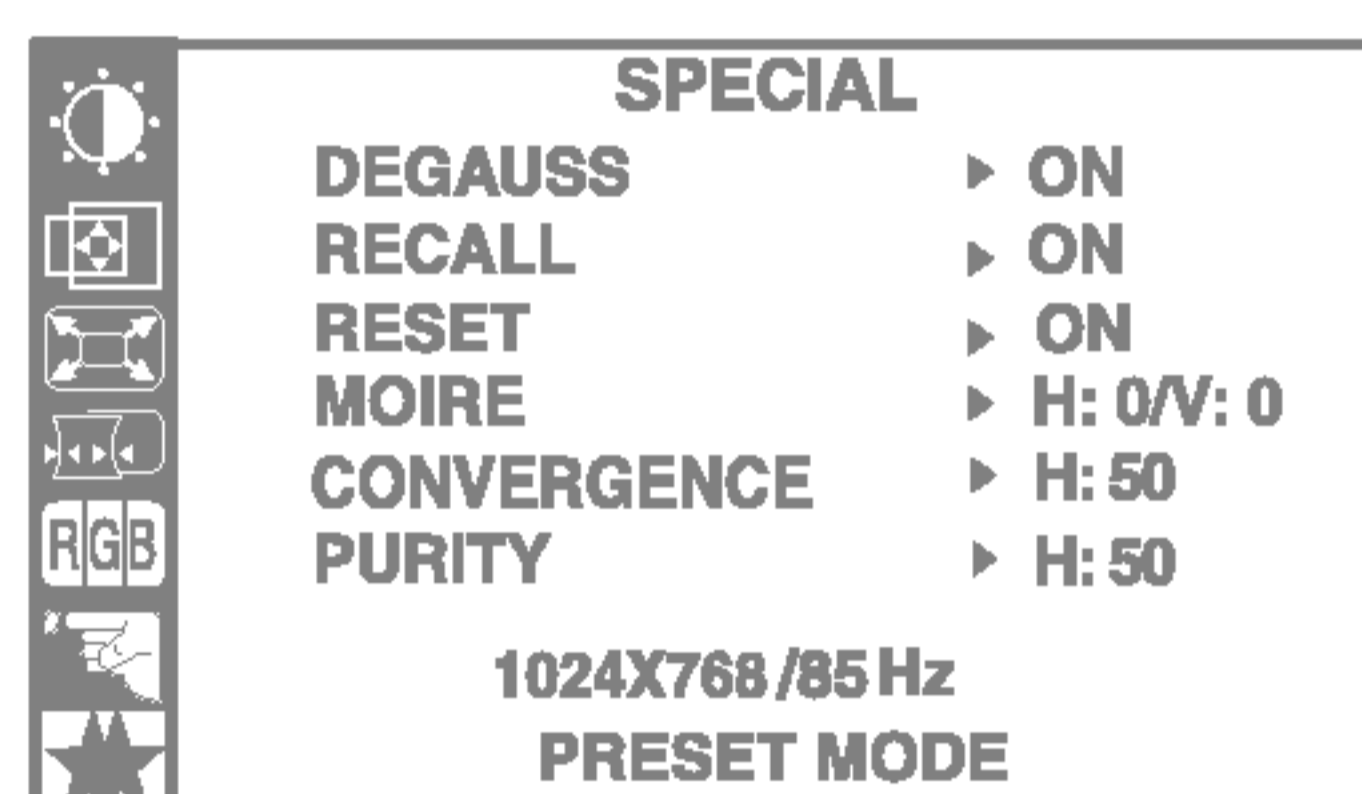 SPECIAL
DEGAUSS ▶ ON
RECALL ▶ ON
RESET ▶ ON
MOIRE ▶ H: 0/V: 0
CONVERGENCE ▶ H: 50
RGB PURITY ▶ H: 50
1024X768 /85 Hz
PRESET MODE